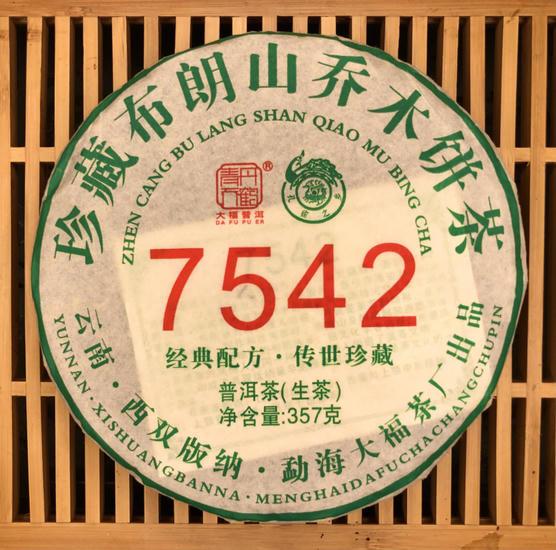 珍藏布朗山乔木饼茶
ZHEN CANG BU LANG SHAN QIAO MU BING CHA
®
大福普洱
DA FU PU ER
7542
经典配方·传世珍藏
普洱茶(生茶)
净含量:357克
云南·西双版纳·勐海大福茶厂出品
YUNNAN·XISHUANGBANNA·MENGHAIDAFUCHACHANGCHUPIN